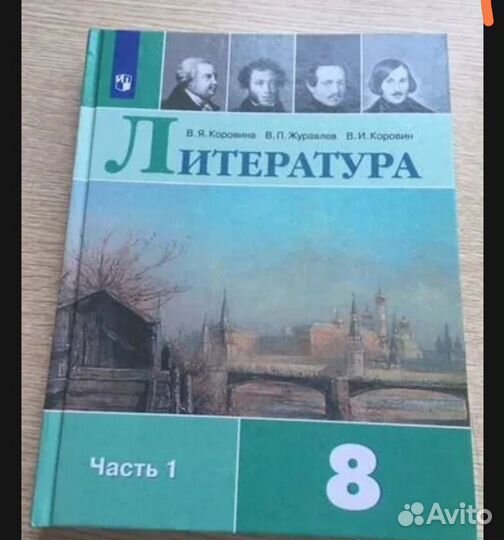 В.Я. Коровина В.П. Журавлев В.И. Коровин
ЛИТЕРАТУРА
Часть 1
8
Avito